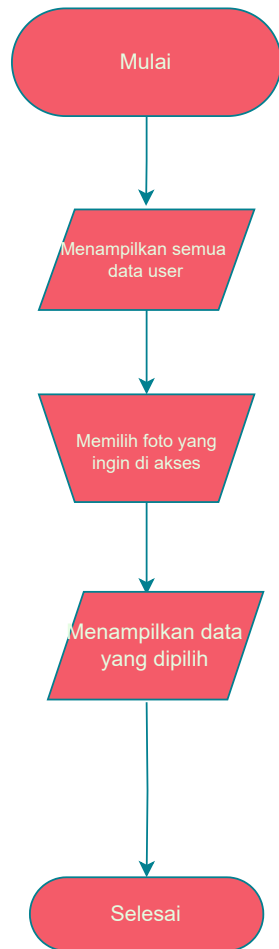 Mulai
Menampilkan semua
data user
Memilih foto yang
ingin di akses
Menampilkan data
yang dipilih
Selesai